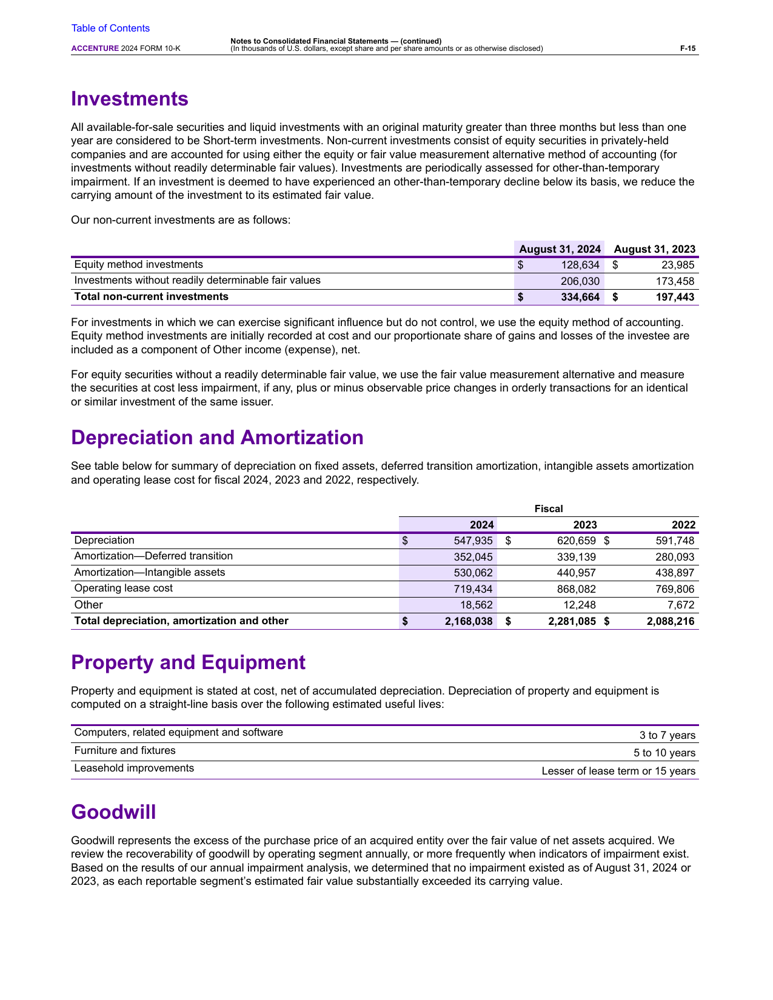 Table of Contents
ACCENTURE 2024 FORM 10-K
Notes to Consolidated Financial Statements — (continued)
(In thousands of U.S. dollars, except share and per share amounts or as otherwise disclosed)
F-15
Investments
All available-for-sale securities and liquid investments with an original maturity greater than three months but less than one
year are considered to be Short-term investments. Non-current investments consist of equity securities in privately-held
companies and are accounted for using either the equity or fair value measurement alternative method of accounting (for
investments without readily determinable fair values). Investments are periodically assessed for other-than-temporary
impairment. If an investment is deemed to have experienced an other-than-temporary decline below its basis, we reduce the
carrying amount of the investment to its estimated fair value.
Our non-current investments are as follows:
August 31, 2024 August 31, 2023
Equity method investments $ 128,634 $ 23,985
Investments without readily determinable fair values 206,030 173,458
Total non-current investments $ 334,664 $ 197,443
For investments in which we can exercise significant influence but do not control, we use the equity method of accounting.
Equity method investments are initially recorded at cost and our proportionate share of gains and losses of the investee are
included as a component of Other income (expense), net.
For equity securities without a readily determinable fair value, we use the fair value measurement alternative and measure
the securities at cost less impairment, if any, plus or minus observable price changes in orderly transactions for an identical
or similar investment of the same issuer.
Depreciation and Amortization
See table below for summary of depreciation on fixed assets, deferred transition amortization, intangible assets amortization
and operating lease cost for fiscal 2024, 2023 and 2022, respectively.
Fiscal
2024 2023 2022
Depreciation $ 547,935 $ 620,659 $ 591,748
Amortization—Deferred transition 352,045 339,139 280,093
Amortization—Intangible assets 530,062 440,957 438,897
Operating lease cost 719,434 868,082 769,806
Other 18,562 12,248 7,672
Total depreciation, amortization and other $ 2,168,038 $ 2,281,085 $ 2,088,216
Property and Equipment
Property and equipment is stated at cost, net of accumulated depreciation. Depreciation of property and equipment is
computed on a straight-line basis over the following estimated useful lives:
Computers, related equipment and software 3 to 7 years
Furniture and fixtures 5 to 10 years
Leasehold improvements Lesser of lease term or 15 years
Goodwill
Goodwill represents the excess of the purchase price of an acquired entity over the fair value of net assets acquired. We
review the recoverability of goodwill by operating segment annually, or more frequently when indicators of impairment exist.
Based on the results of our annual impairment analysis, we determined that no impairment existed as of August 31, 2024 or
2023, as each reportable segment's estimated fair value substantially exceeded its carrying value.